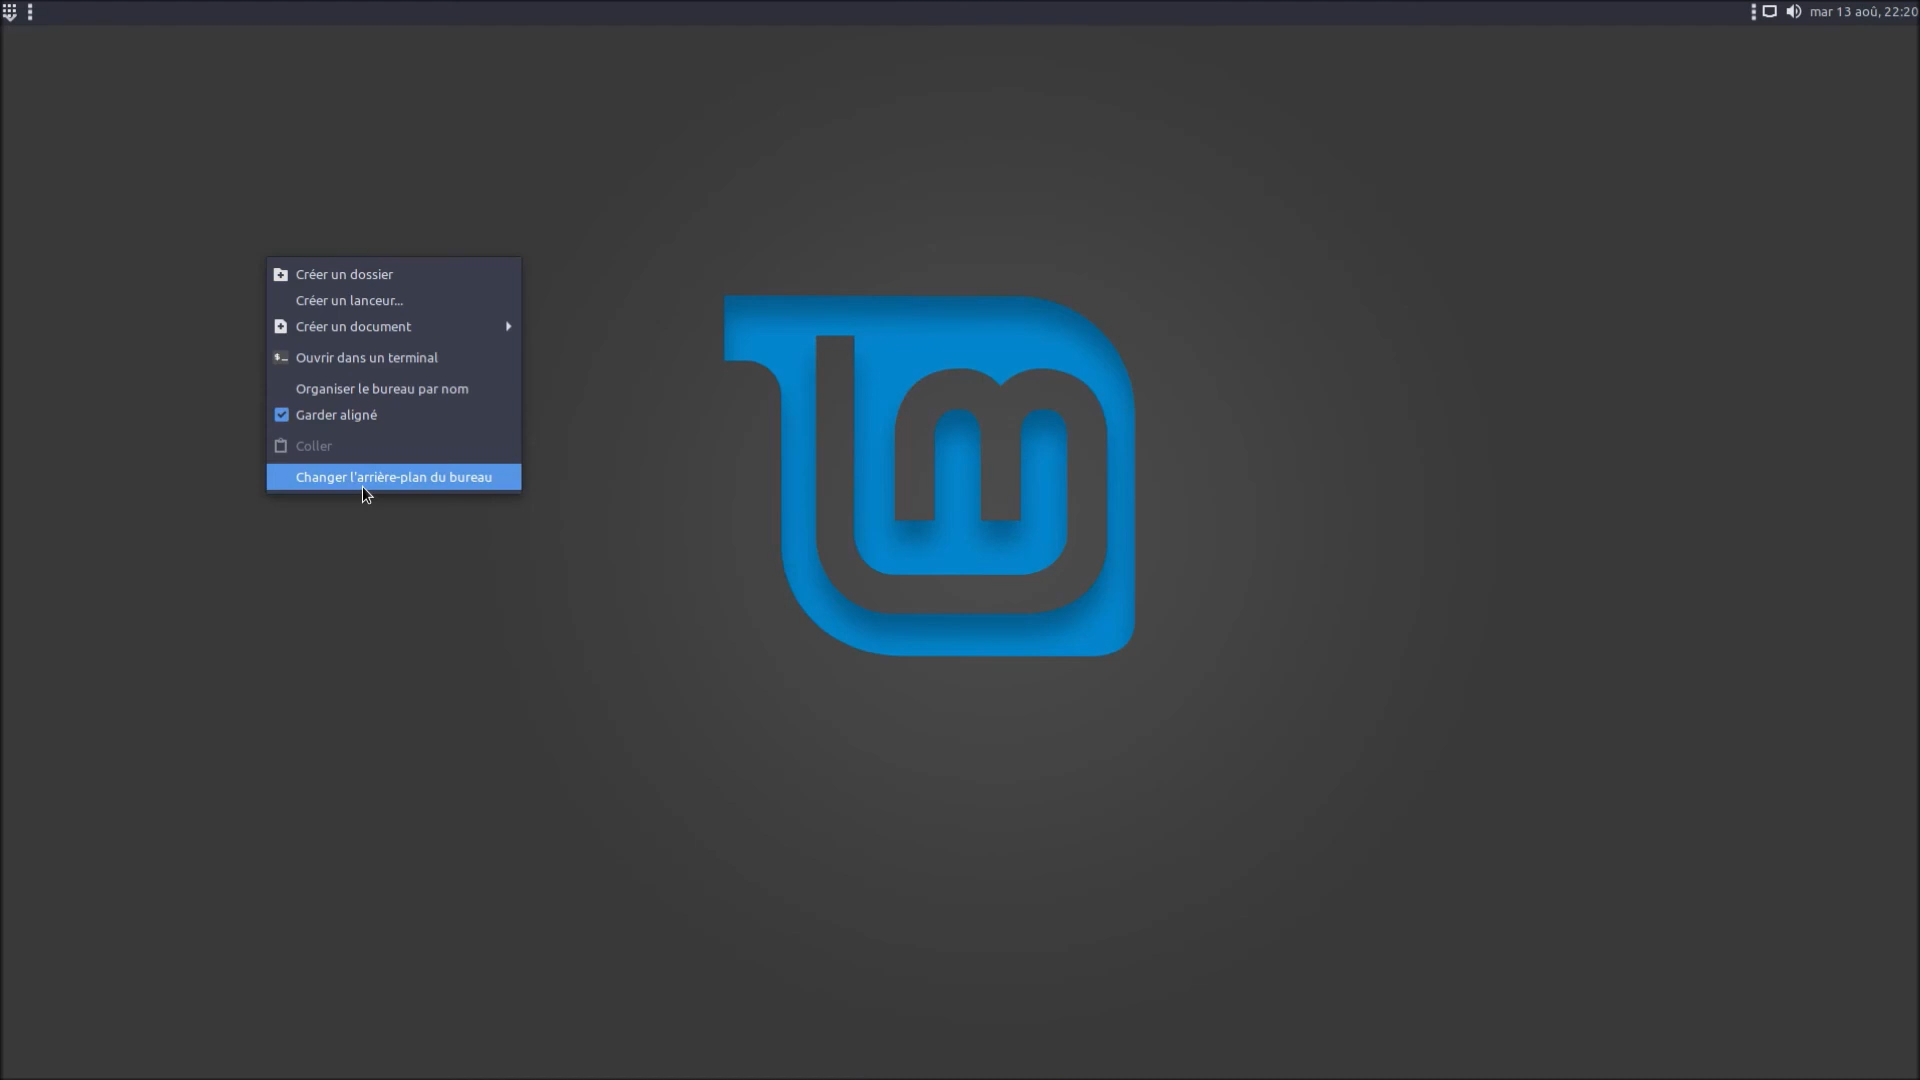 mar 13 aoû, 22:20
Créer un dossier
Créer un lanceur...
Créer un document
Ouvrir dans un terminal
Organiser le bureau par nom
Garder aligné
Coller
Changer l'arrière-plan du bureau